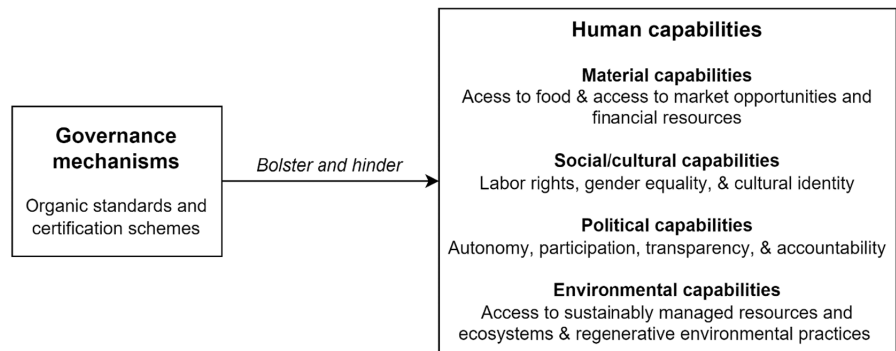 Governance
mechanisms
Organic standards and
certification schemes
Bolster and hinder
Human capabilities
Material capabilities
Acess to food & access to market opportunities and
financial resources
Social/cultural capabilities
Labor rights, gender equality, & cultural identity
Political capabilities
Autonomy, participation, transparency, & accountability
Environmental capabilities
Access to sustainably managed resources and
ecosystems & regenerative environmental practices